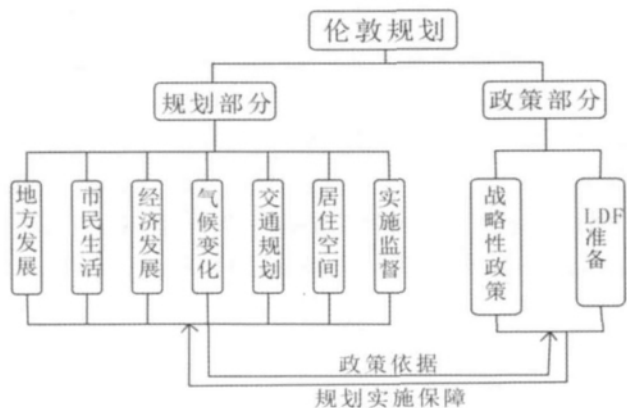 伦敦规划
规划部分
政策部分
地方发展
市民生活
经济发展
气候变化
交通规划
居住空间
实施监督
战略性政策
LDF准备
政策依据
规划实施保障